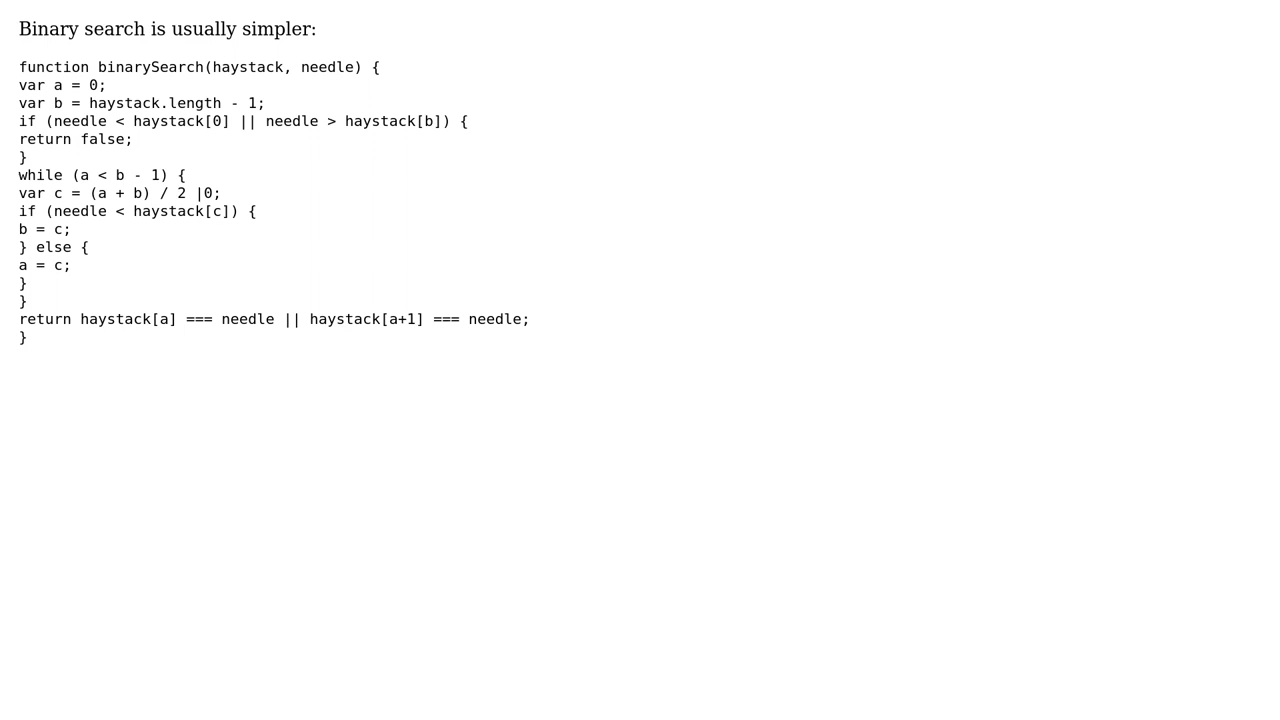 Binary search is usually simpler:
function binarySearch(haystack, needle) {
var a = 0;
var b = haystack.length - 1;
if (needle < haystack[0] || needle > haystack[b]) {
return false;
}
while (a < b - 1) {
var c = (a + b) / 2 |0;
if (needle < haystack[c]) {
b = c;
} else {
a = c;
}
}
return haystack[a] === needle || haystack[a+1] === needle;
}